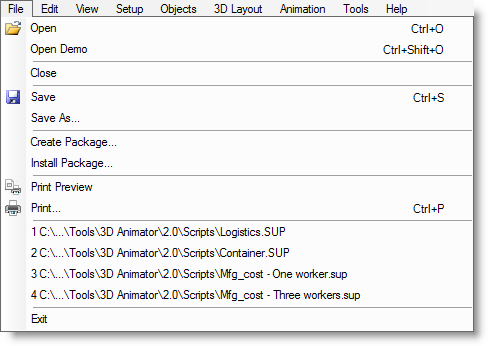 File Edit View Setup Objects 3D Layout Animation Tools Help
Open Ctrl+O
Open Demo Ctrl+Shift+O
Close
Save Ctrl+S
Save As...
Create Package...
Install Package...
Print Preview
Print... Ctrl+P
1 C:\...\Tools\3D Animator\2.0\Scripts\Logistics.SUP
2 C:\...\Tools\3D Animator\2.0\Scripts\Container.SUP
3 C:\...\Tools\3D Animator\2.0\Scripts\Mfg_cost - One worker.sup
4 C:\...\Tools\3D Animator\2.0\Scripts\Mfg_cost - Three workers.sup
Exit